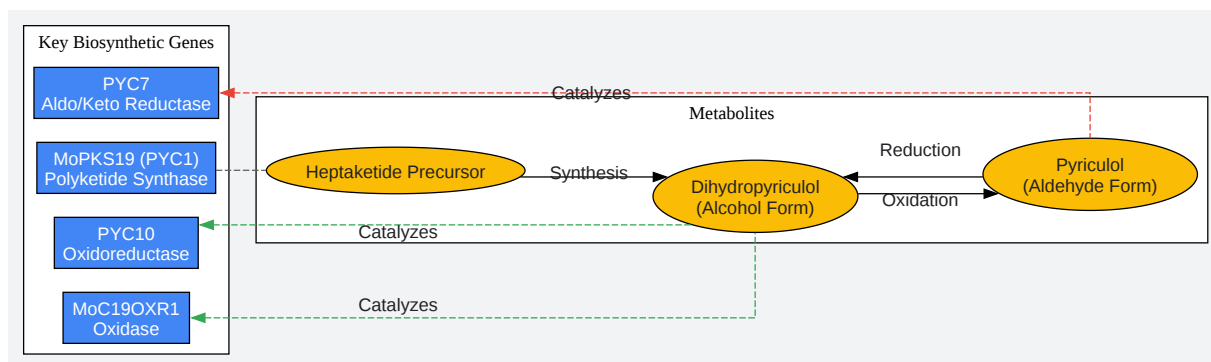 Key Biosynthetic Genes
PYC7
Aldo/Keto Reductase
MoPKS19 (PYC1)
Polyketide Synthase
PYC10
Oxidoreductase
MoC19OXR1
Oxidase
Catalyzes
Metabolites
Heptaketide Precursor
Synthesis
Dihydropyriculol
(Alcohol Form)
Reduction
Oxidation
Pyriculol
(Aldehyde Form)
Catalyzes
Catalyzes